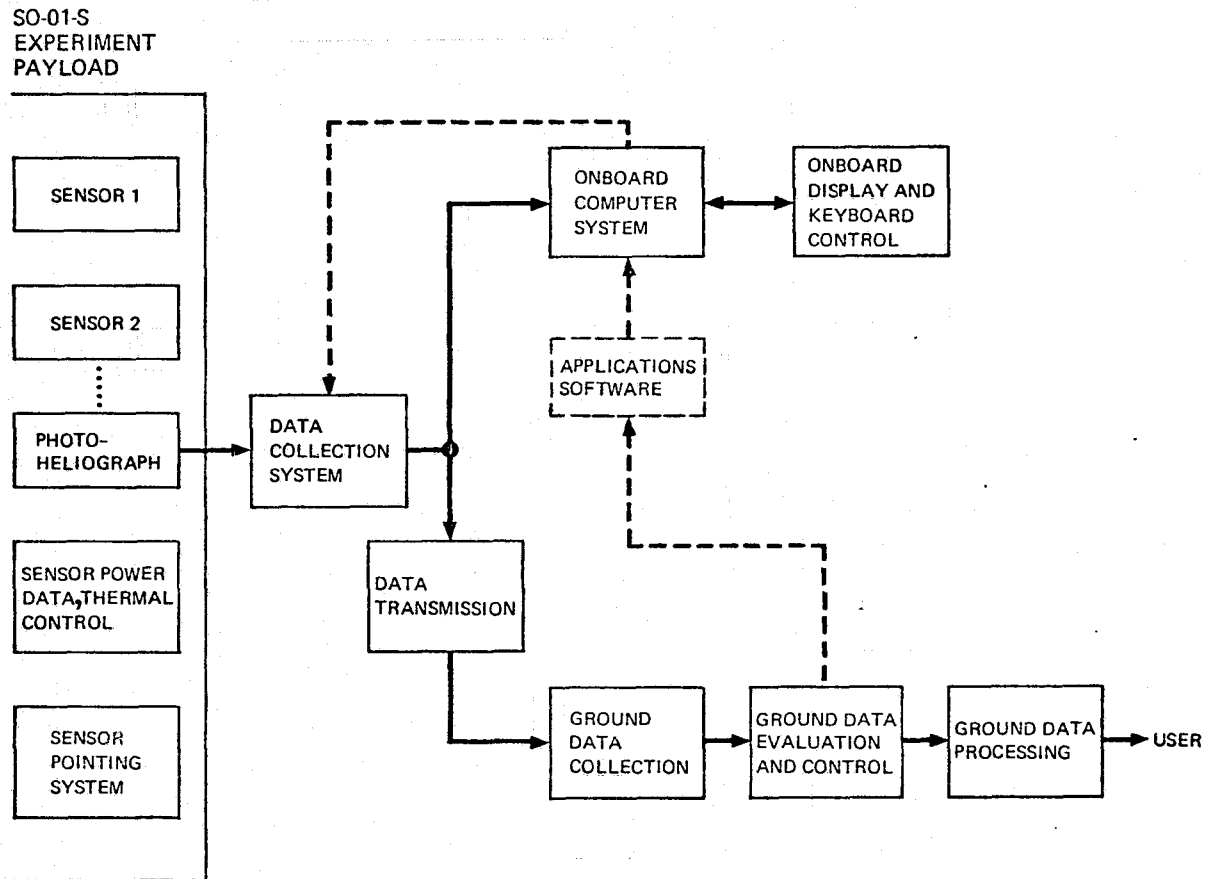 SO-01-S
EXPERIMENT
PAYLOAD
SENSOR 1
SENSOR 2
PHOTO-
HELIOGRAPH
SENSOR POWER
DATA, THERMAL
CONTROL
SENSOR
POINTING
SYSTEM
DATA
COLLECTION
SYSTEM
ONBOARD
COMPUTER
SYSTEM
ONBOARD
DISPLAY AND
KEYBOARD
CONTROL
APPLICATIONS
SOFTWARE
DATA
TRANSMISSION
GROUND
DATA
COLLECTION
GROUND DATA
EVALUATION
AND CONTROL
GROUND DATA
PROCESSING
USER